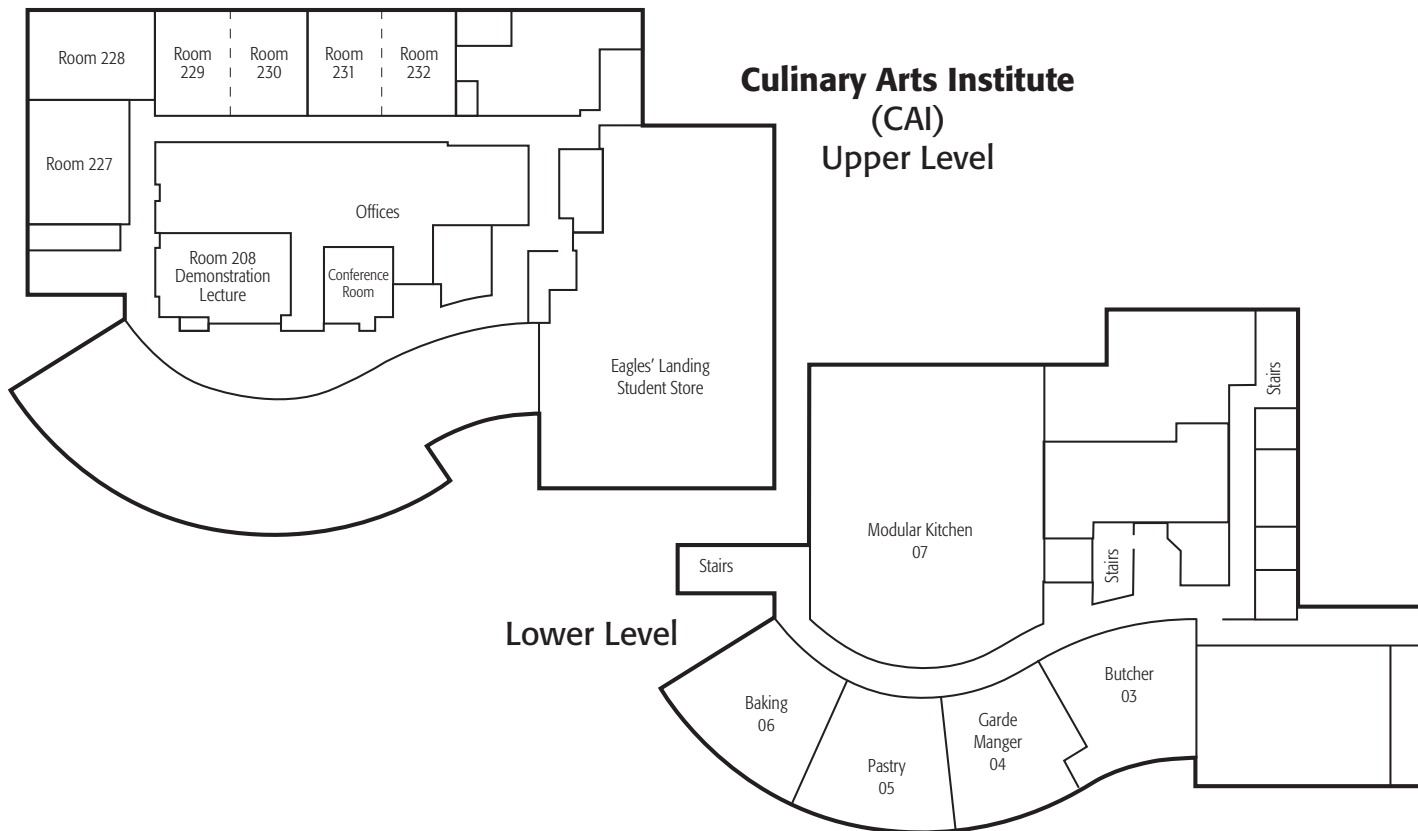 Culinary Arts Institute
(CAI)
Upper Level
Room 228
Room
229
Room
230
Room
231
Room
232
Room 227
Offices
Room 208
Demonstration
Lecture
Conference
Room
Eagles’ Landing
Student Store
Lower Level
Stairs
Modular Kitchen
07
Stairs
Stairs
Baking
06
Pastry
05
Garde
Manger
04
Butcher
03